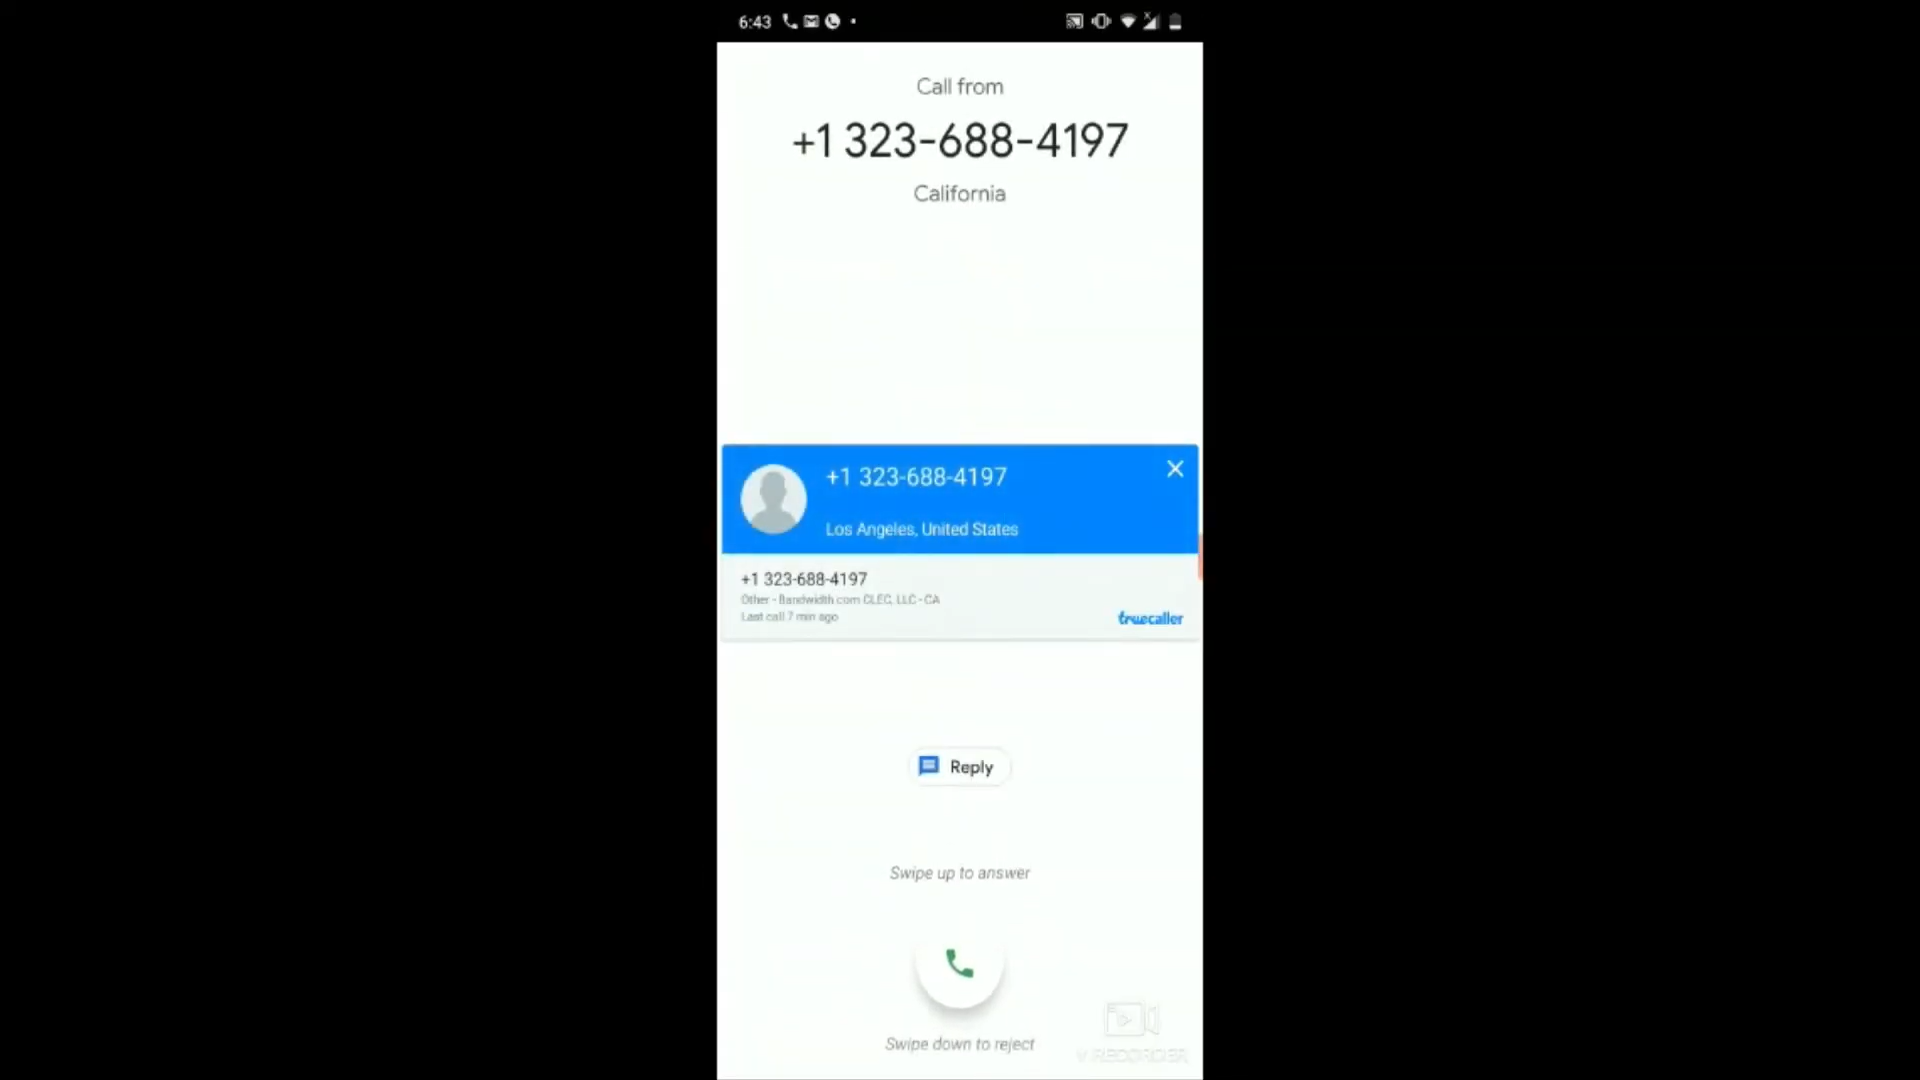 6:43
Call from
+1 323-688-4197
California
+1 323-688-4197
Los Angeles, United States
+1 323-688-4197
Other - Bandwidth.com CLEC, LLC - CA
Last call 7 min ago
truecaller
Reply
Swipe up to answer
Swipe down to reject
V RECORDER